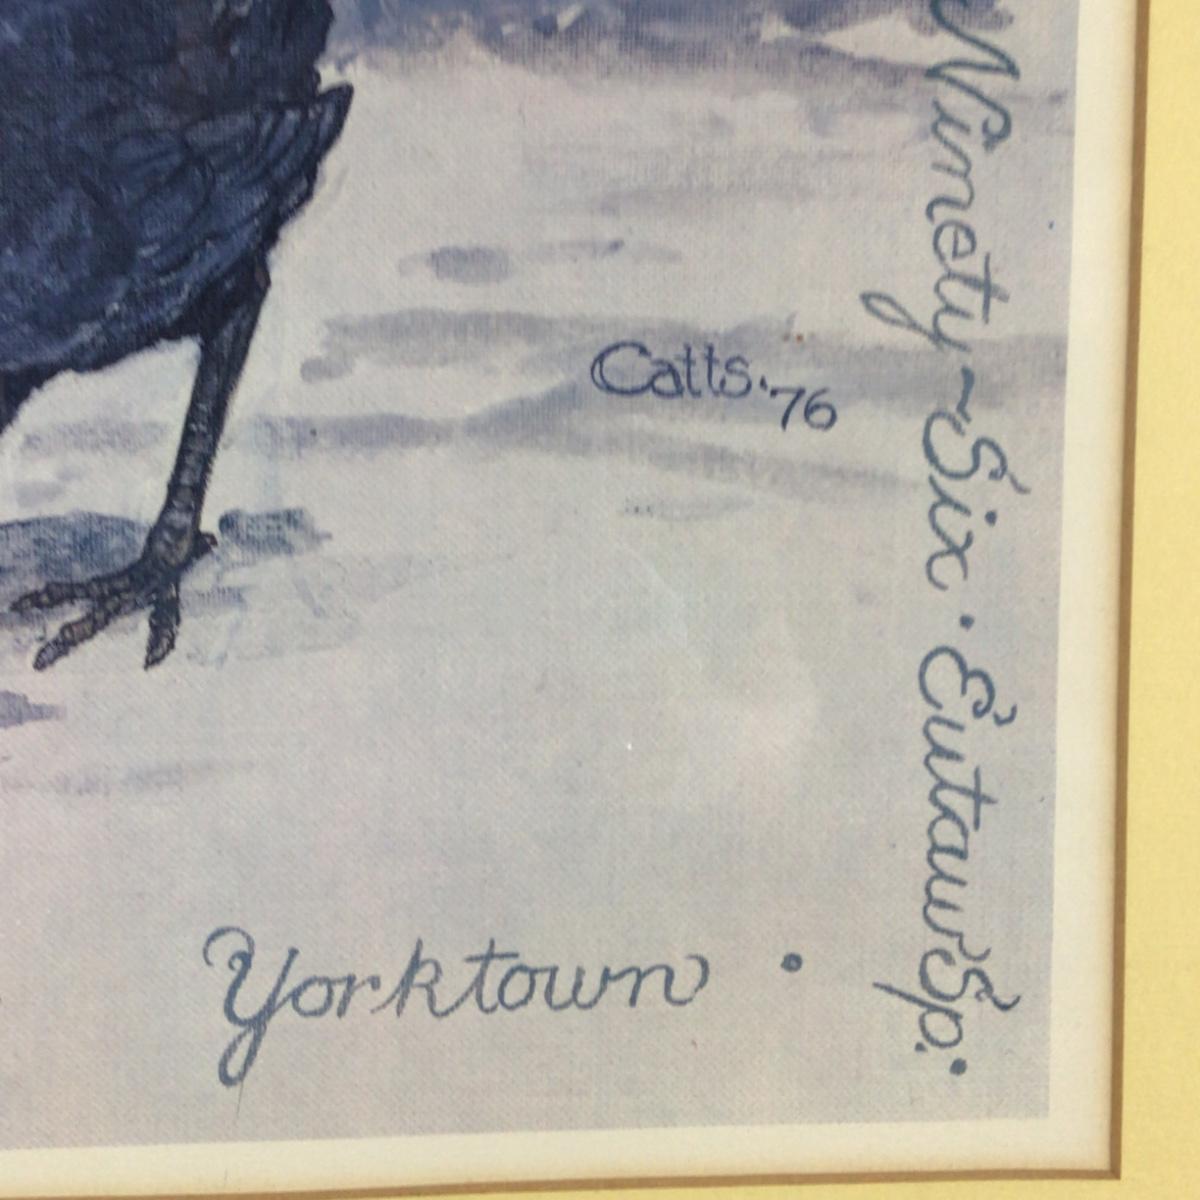 Ninety-Six · Eutaw Sp. ·
Catts. 76
Yorktown ·